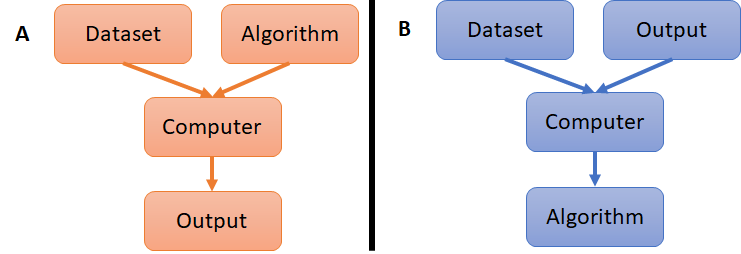 A
Dataset
Algorithm
Computer
Output
B
Dataset
Output
Computer
Algorithm